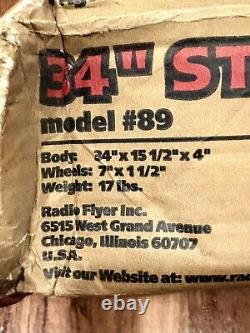 34" ST
model #89
Body: 34"x 15 1/2"x 4"
Wheels: 7"x 1 1/2"
Weight: 17 lbs.
Radio Flyer Inc.
6515 West Grand Avenue
Chicago, Illinois 60707
U.S.A.
Visit our Website at: www.ra